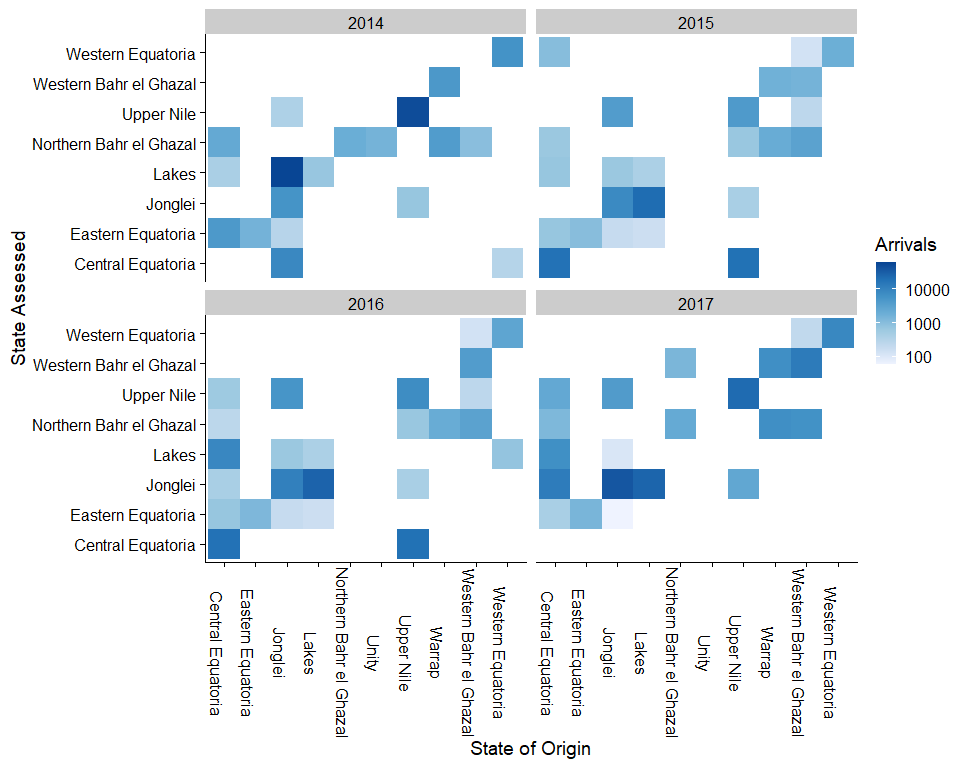 2014
2015
Western Equatoria
Western Bahr el Ghazal
Upper Nile
Northern Bahr el Ghazal
Lakes
Jonglei
Eastern Equatoria
Central Equatoria
2016
2017
Western Equatoria
Western Bahr el Ghazal
Upper Nile
Northern Bahr el Ghazal
Lakes
Jonglei
Eastern Equatoria
Central Equatoria
State Assessed
Central Equatoria
Eastern Equatoria
Jonglei
Lakes
Northern Bahr el Ghazal
Unity
Upper Nile
Warrap
Western Bahr el Ghazal
Western Equatoria
Central Equatoria
Eastern Equatoria
Jonglei
Lakes
Northern Bahr el Ghazal
Unity
Upper Nile
Warrap
Western Bahr el Ghazal
Western Equatoria
State of Origin
Arrivals
10000
1000
100